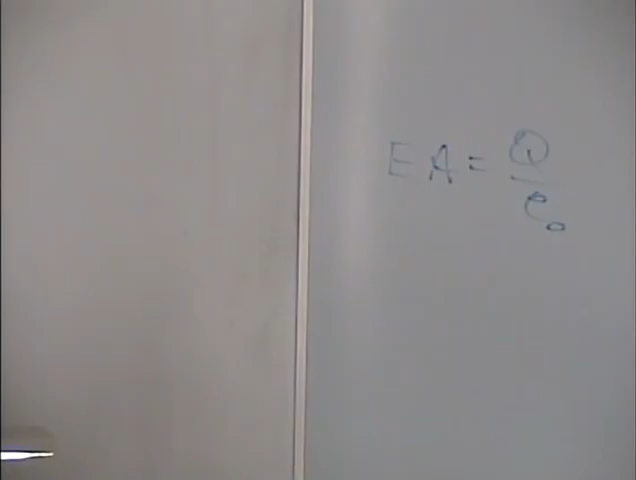 EA = Q/e₀